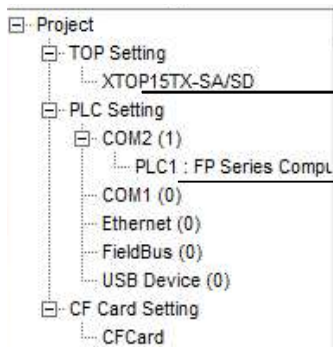 Project
TOP Setting
XTOP15TX-SA/SD
PLC Setting
COM2 (1)
PLC1 : FP Series Compu
COM1 (0)
Ethernet (0)
FieldBus (0)
USB Device (0)
CF Card Setting
CFCard